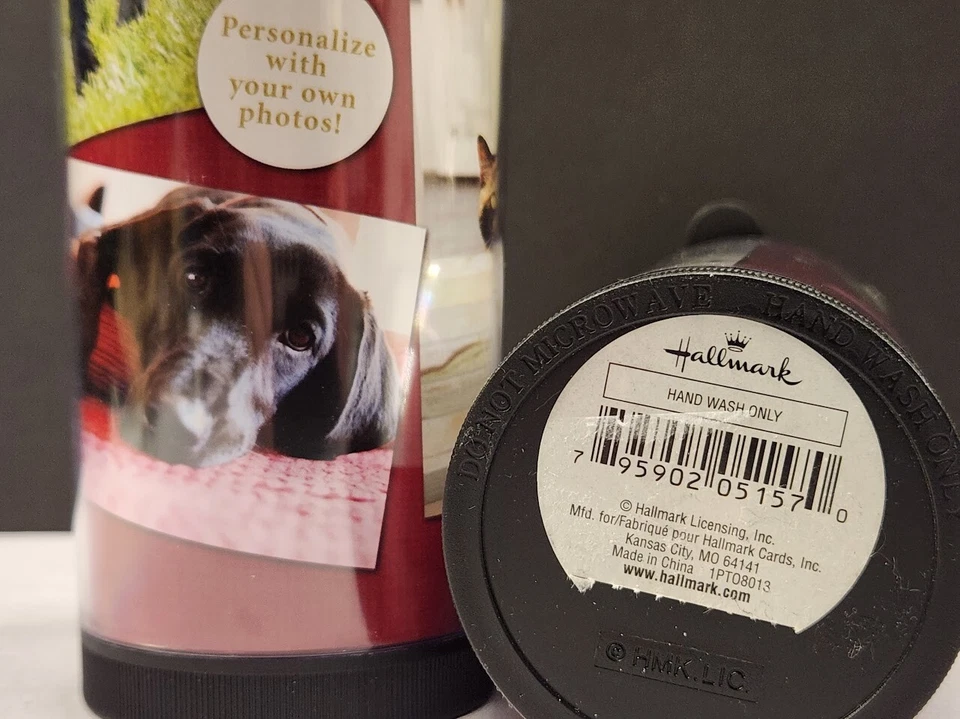 Personalize
with
your own
photos!
DO NOT MICROWAVE HAND WASH ONLY
Hallmark
HAND WASH ONLY
7 95902 05157 0
© Hallmark Licensing, Inc.
Mfd. for/Fabriqué pour Hallmark Cards, Inc.
Kansas City, MO 64141
Made in China 1PTO8013
www.hallmark.com
© HMK. LIC.